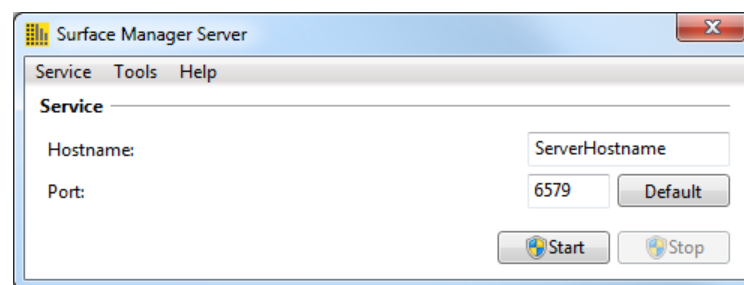 Surface Manager Server
Service Tools Help
Service
Hostname: ServerHostname
Port: 6579 Default
Start Stop